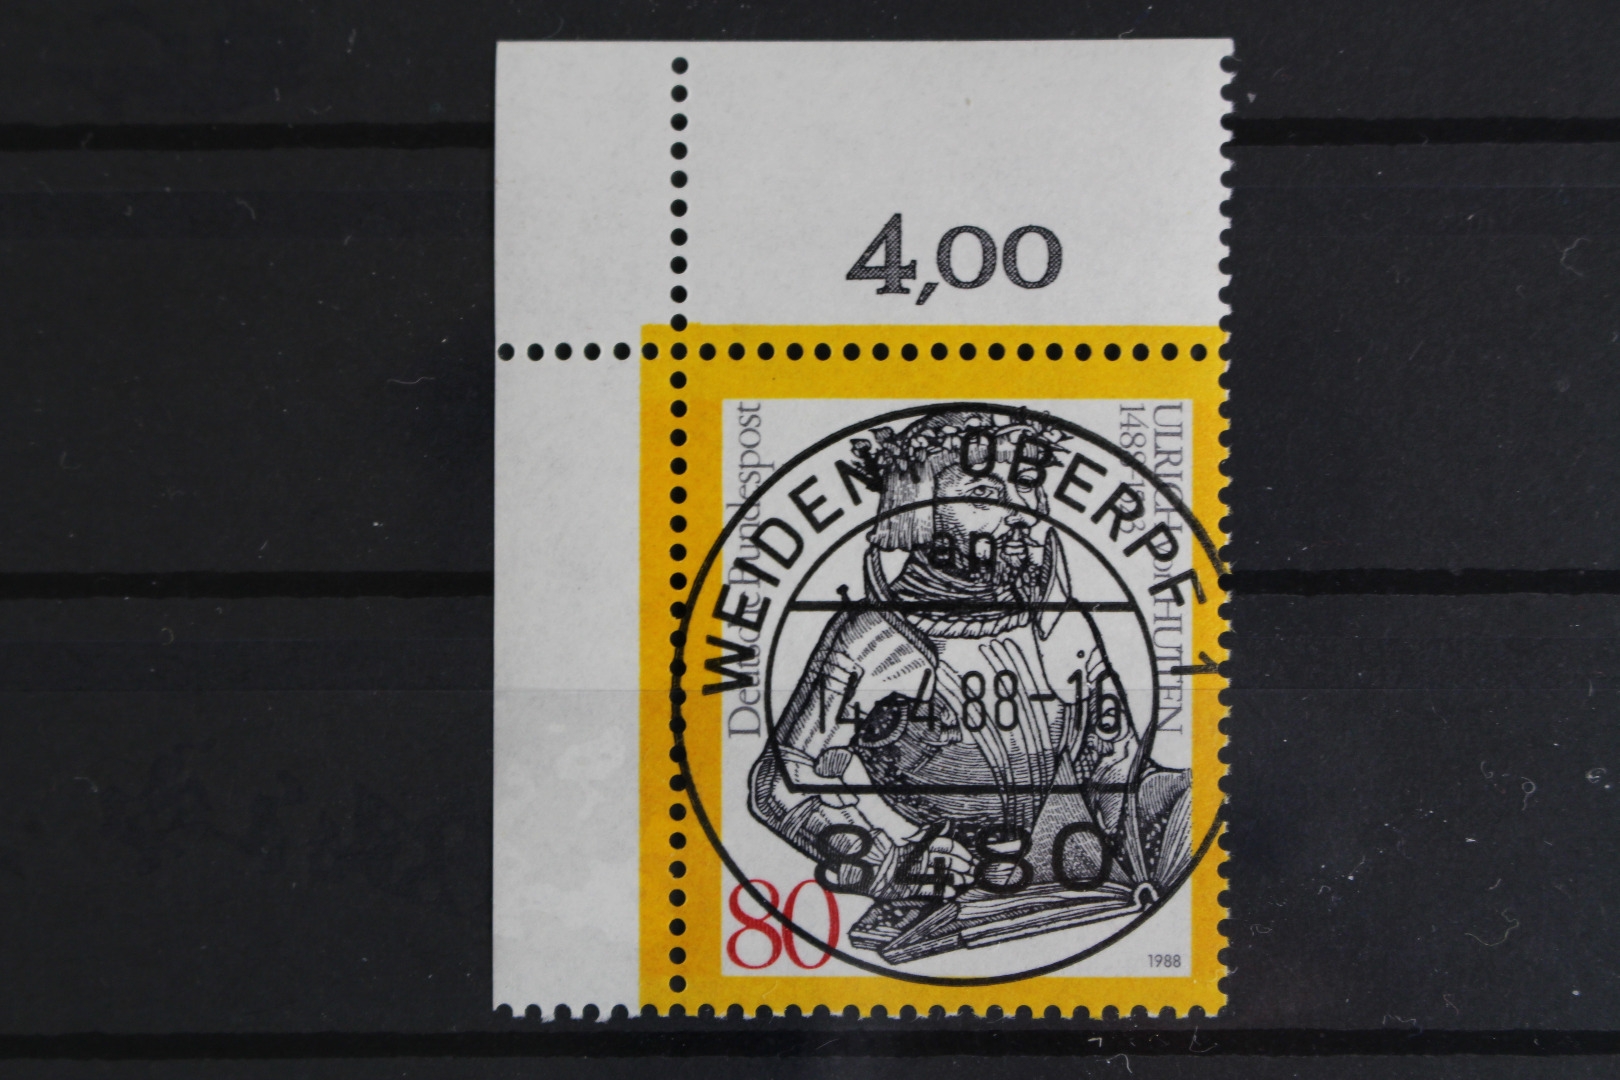 4,00
Deutsche Bundespost
ULRICH von HUTTEN
1488-1523
WEIDEN, OBERPF 1
an
14.-4.88-16
8480
80
1988